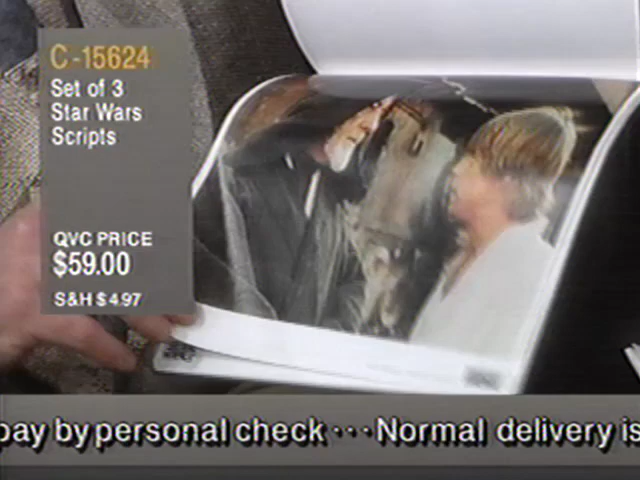 C-15624
Set of 3
Star Wars
Scripts
QVC PRICE
$59.00
S&H $4.97
pay by personal check ··· Normal delivery is